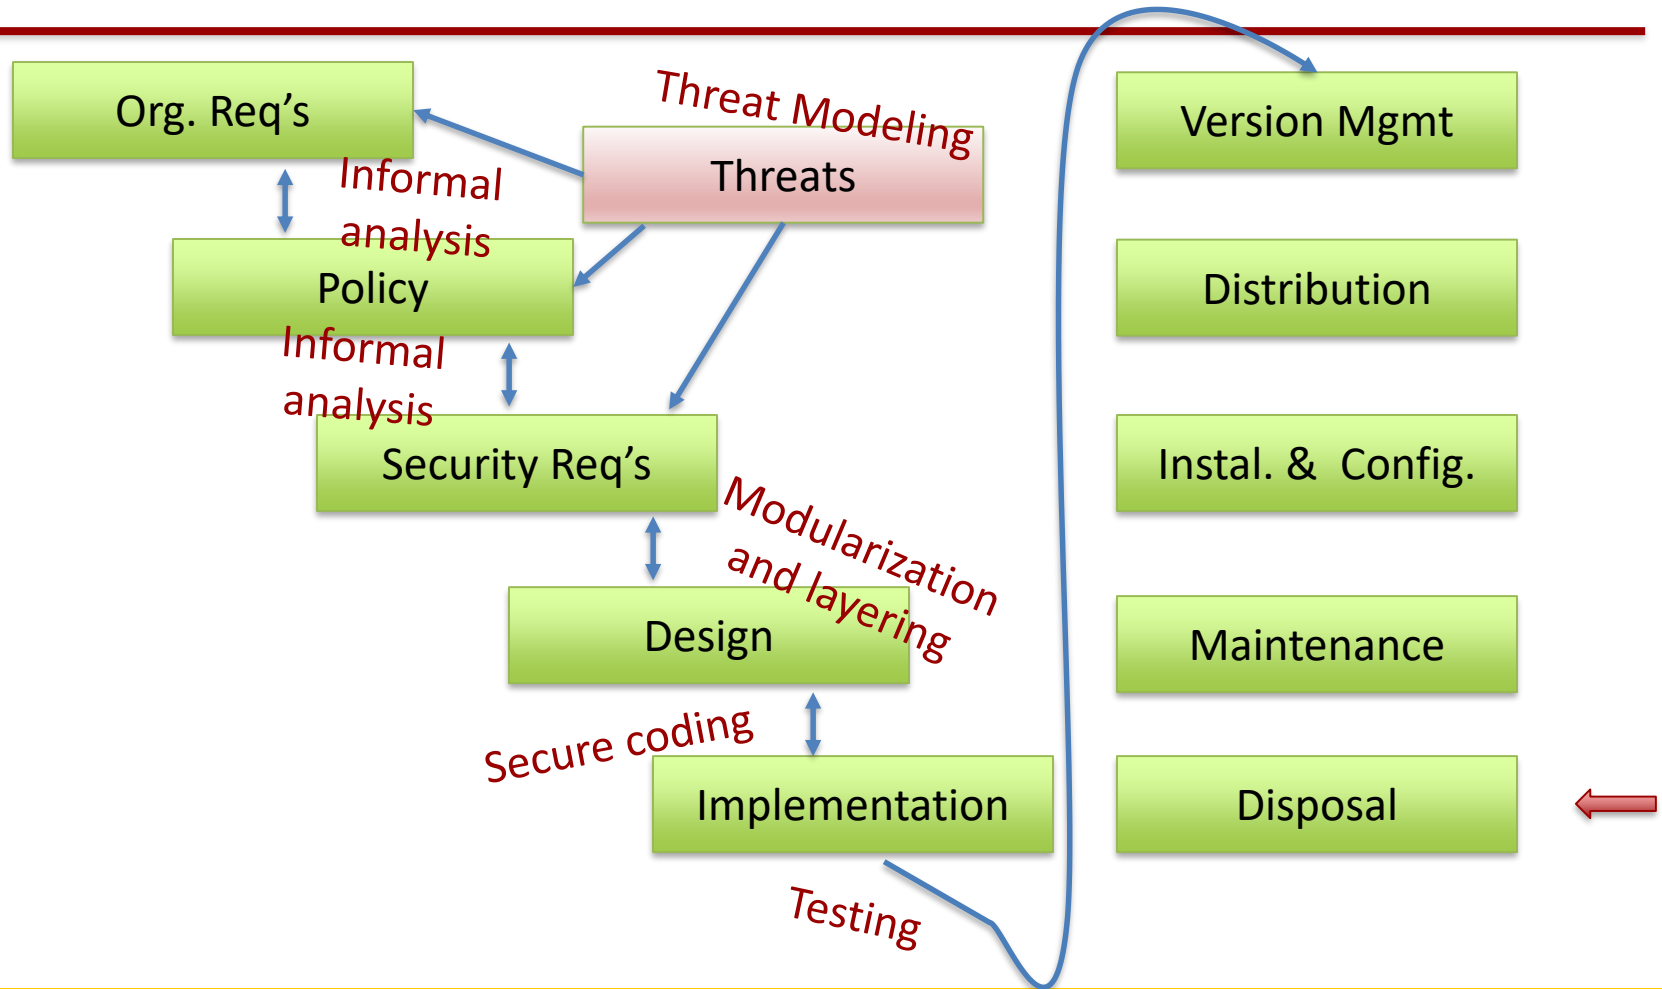 Org. Req’s
Threat Modeling
Threats
Informal
analysis
Policy
Informal
analysis
Security Req’s
Modularization
and layering
Design
Secure coding
Implementation
Testing
Version Mgmt
Distribution
Instal. &  Config.
Maintenance
Disposal